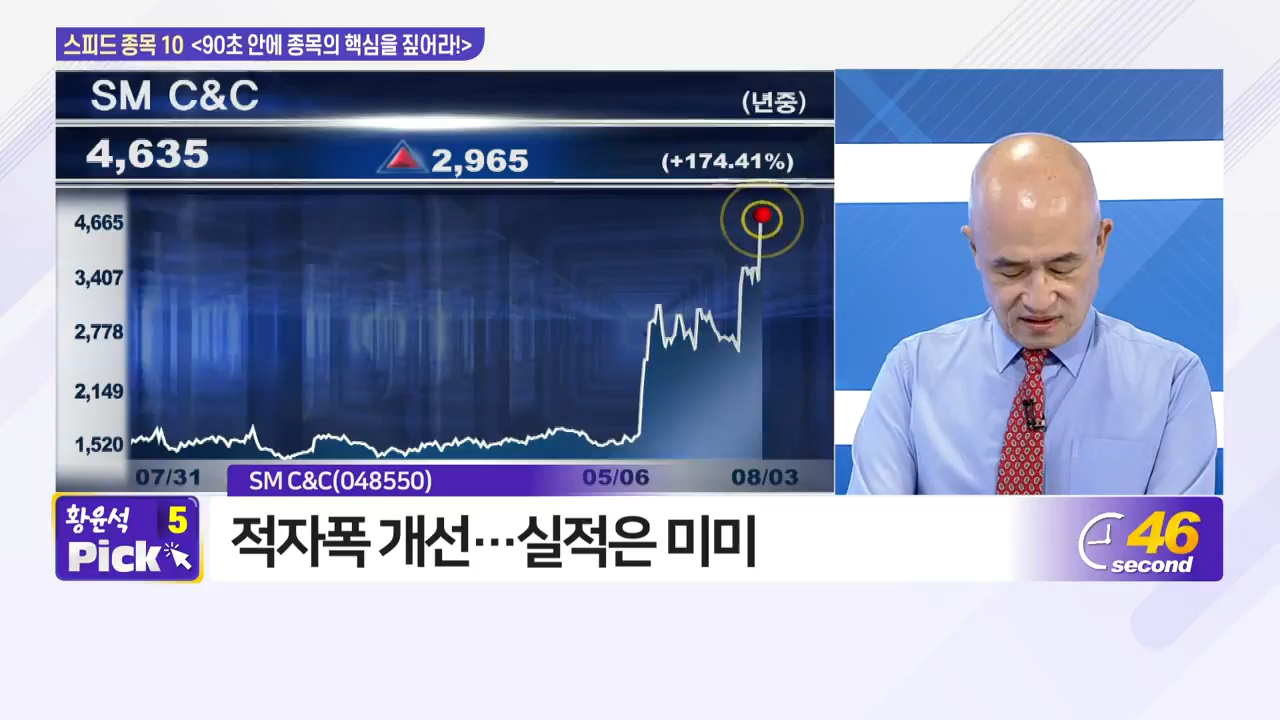 스피드 종목 10 <90초 안에 종목의 핵심을 짚어라!>
SM C&C
(년중)
4,635
2,965
(+174.41%)
4,665
3,407
2,778
2,149
1,520
07/31
05/06
08/03
SM C&C(048550)
황윤석 5
Pick
적자폭 개선…실적은 미미
46
second